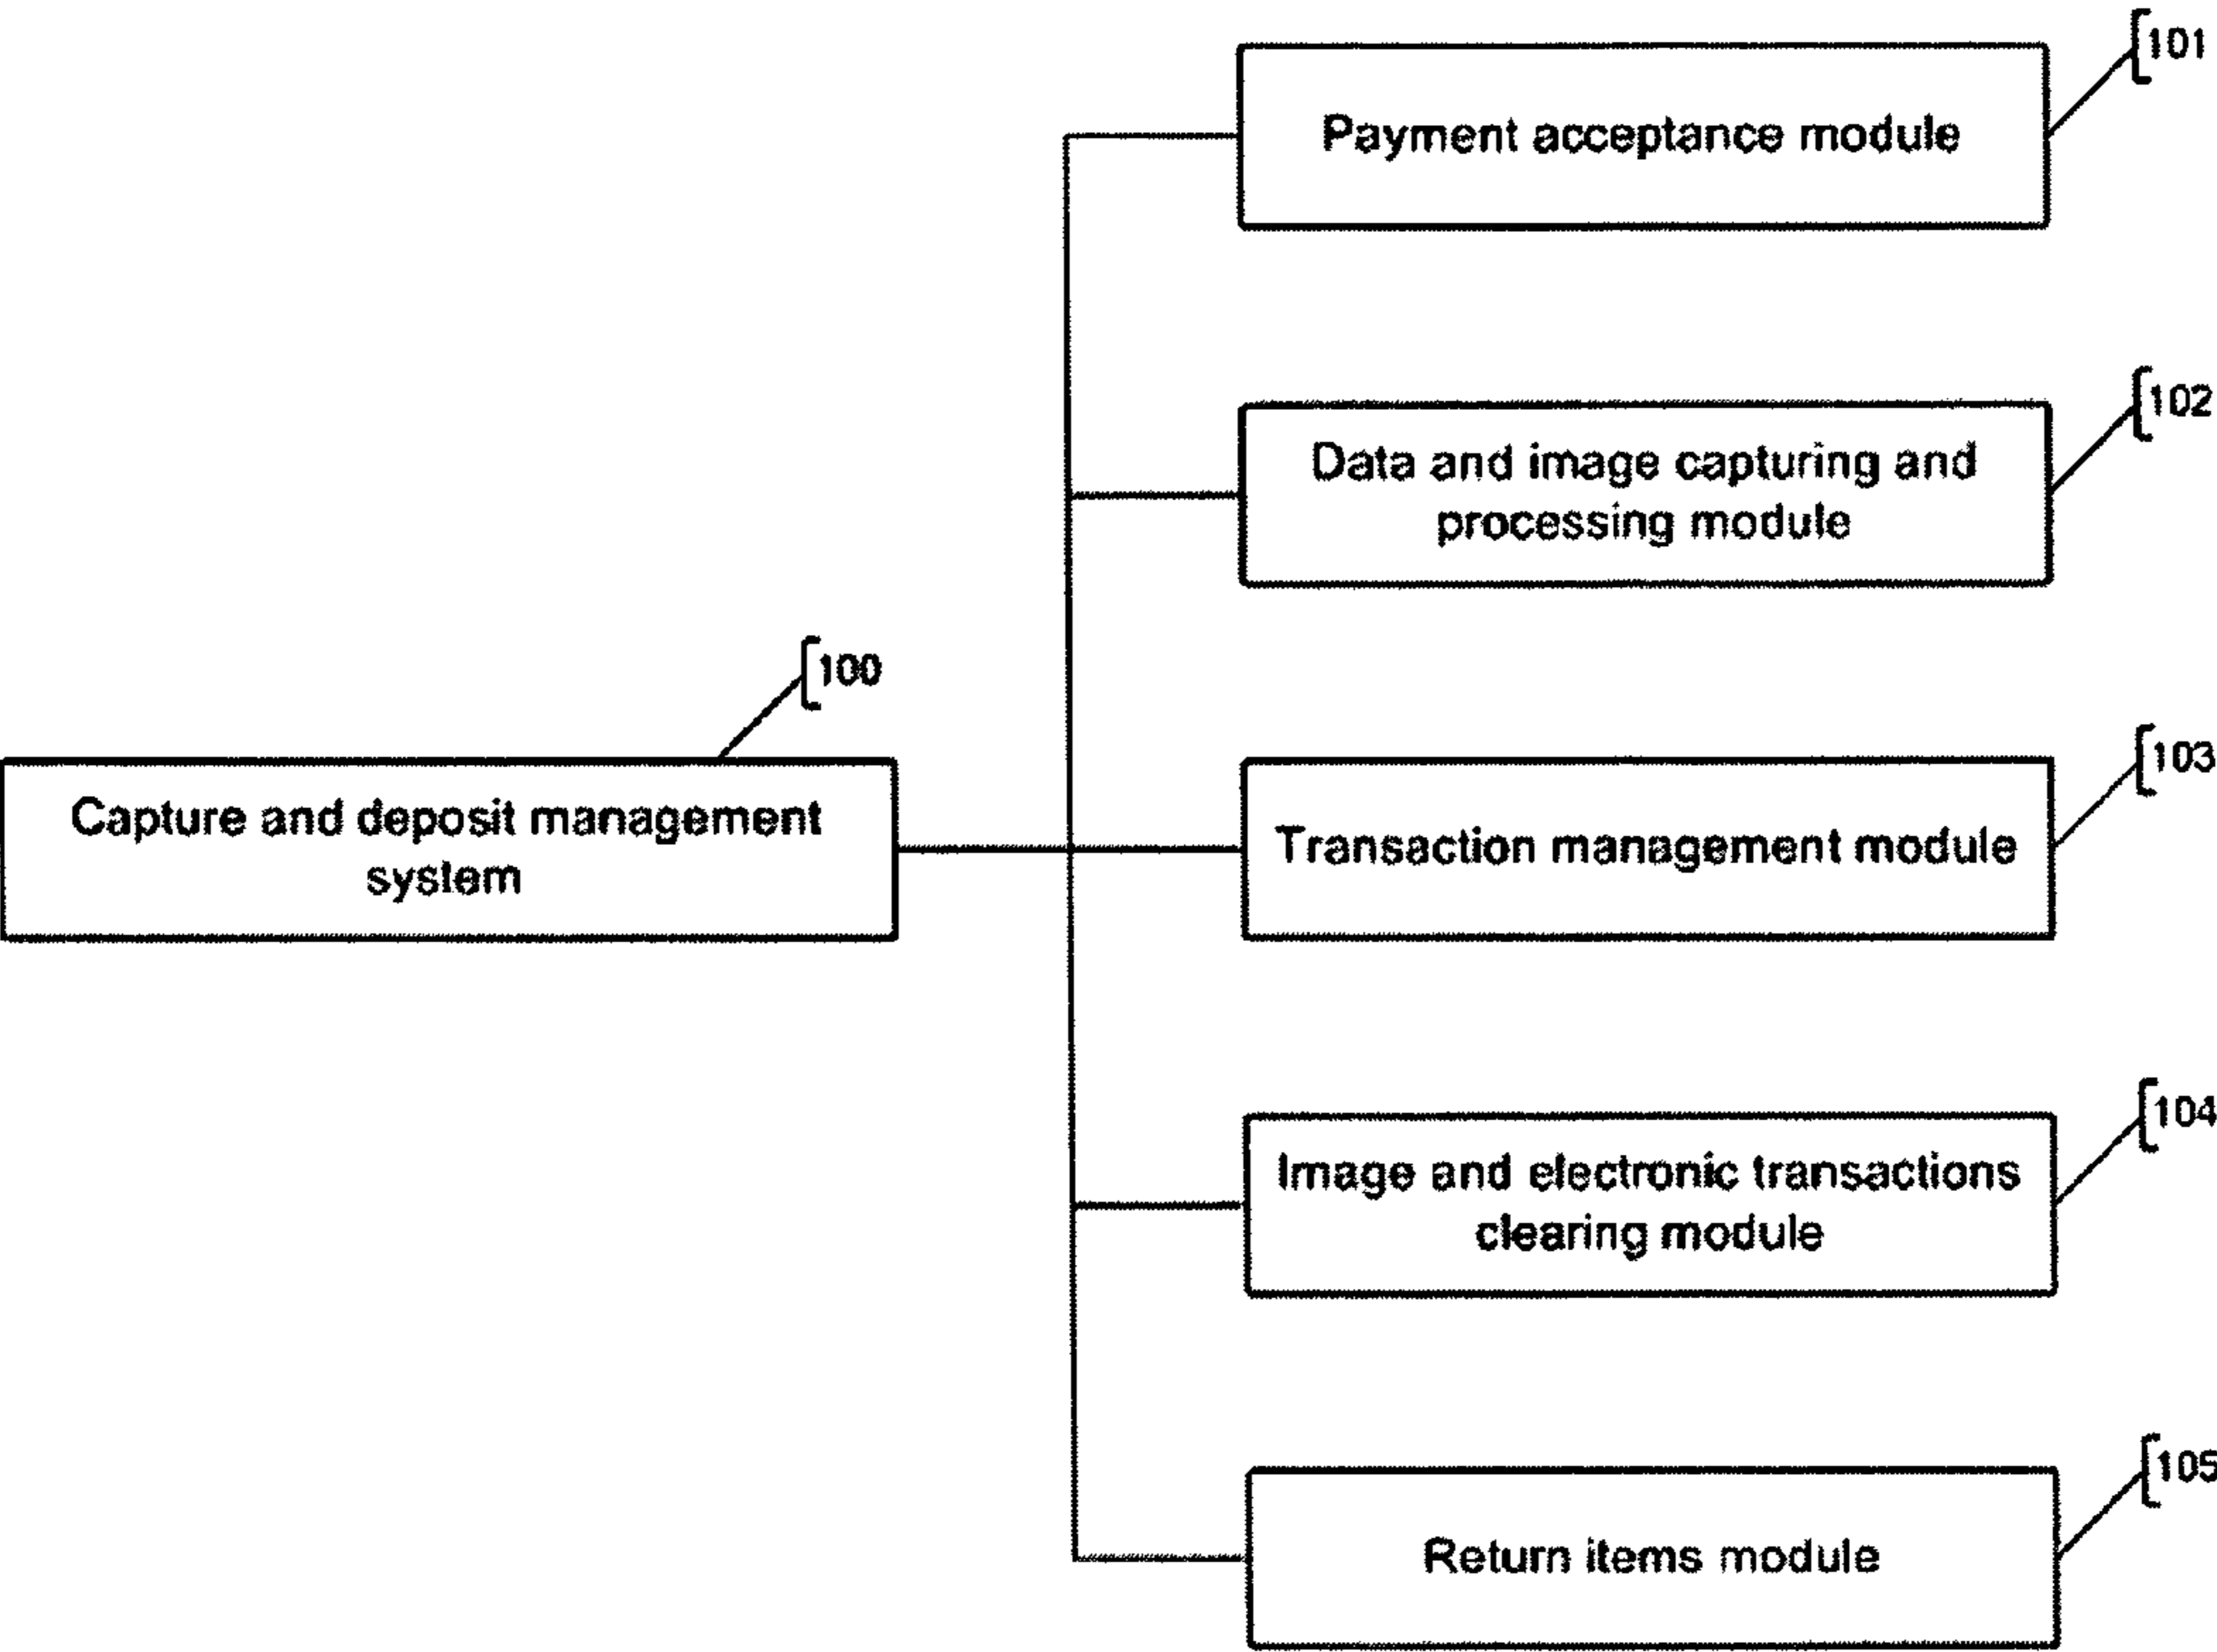 101
Payment acceptance module
102
Data and image capturing and
processing module
100
Capture and deposit management
system
103
Transaction management module
104
Image and electronic transactions
clearing module
105
Return items module